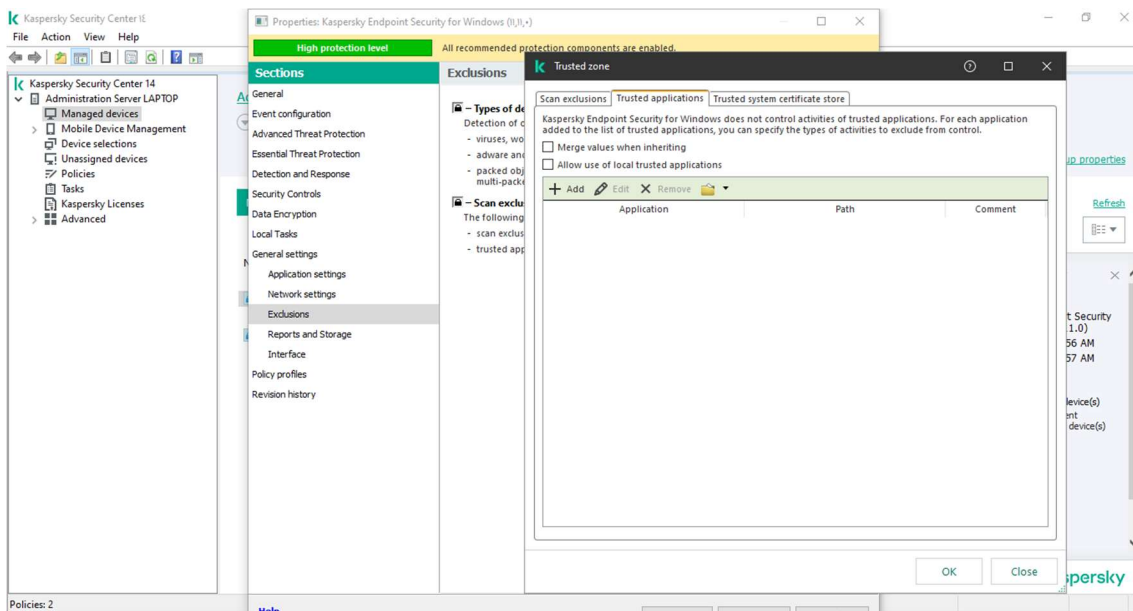 Kaspersky Security Center
File Action View Help
Kaspersky Security Center 14
Administration Server LAPTOP
Managed devices
Mobile Device Management
Device selections
Unassigned devices
Policies
Tasks
Kaspersky Licenses
Advanced
Policies: 2
Properties: Kaspersky Endpoint Security for Windows
High protection level
All recommended protection components are enabled.
Sections
General
Event configuration
Advanced Threat Protection
Essential Threat Protection
Detection and Response
Security Controls
Data Encryption
Local Tasks
General settings
Application settings
Network settings
Exclusions
Reports and Storage
Interface
Policy profiles
Revision history
Help
Exclusions
– Types of de
Detection of o
- viruses, wo
- adware and
- packed obj
multi-packe
– Scan exclu
The following
- scan exclus
- trusted app
Trusted zone
Scan exclusions Trusted applications Trusted system certificate store
Kaspersky Endpoint Security for Windows does not control activities of trusted applications. For each application
added to the list of trusted applications, you can specify the types of activities to exclude from control.
Merge values when inheriting
Allow use of local trusted applications
Add Edit Remove
Application Path Comment
OK Close
up properties
Refresh
t Security
1.0)
56 AM
57 AM
device(s)
ent
device(s)
spersky